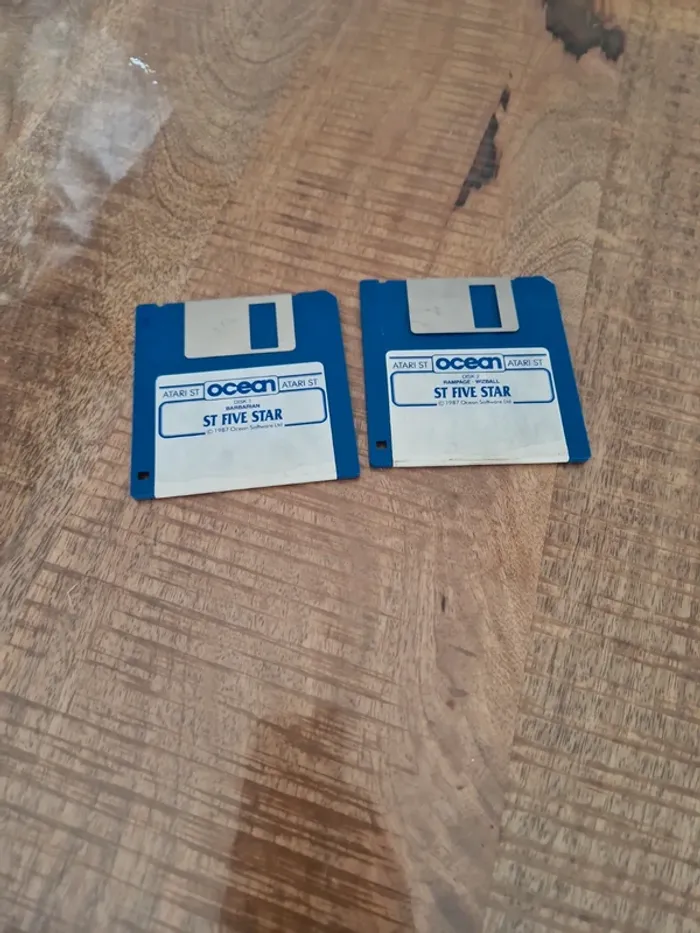 ATARI ST ocean ATARI ST
DISK 1
BARBARIAN
ST FIVE STAR
© 1987 Ocean Software Ltd
ATARI ST ocean ATARI ST
DISK 2
RAMPAGE · WIZBALL
ST FIVE STAR
© 1987 Ocean Software Ltd